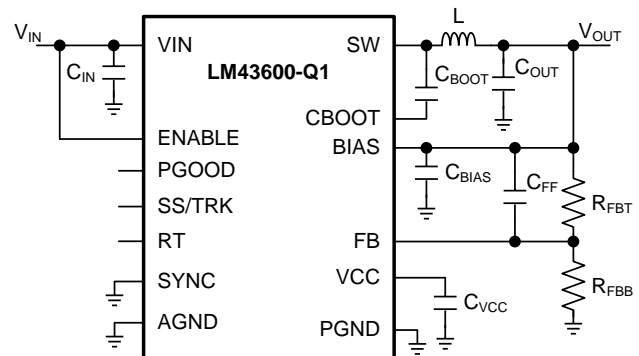 VIN
VIN
SW
L
VOUT
CIN
LM43600-Q1
CBOOT
COUT
CBOOT
ENABLE
BIAS
PGOOD
CBIAS
CFF
SS/TRK
RFBT
RT
FB
SYNC
VCC
RFBB
CVCC
AGND
PGND